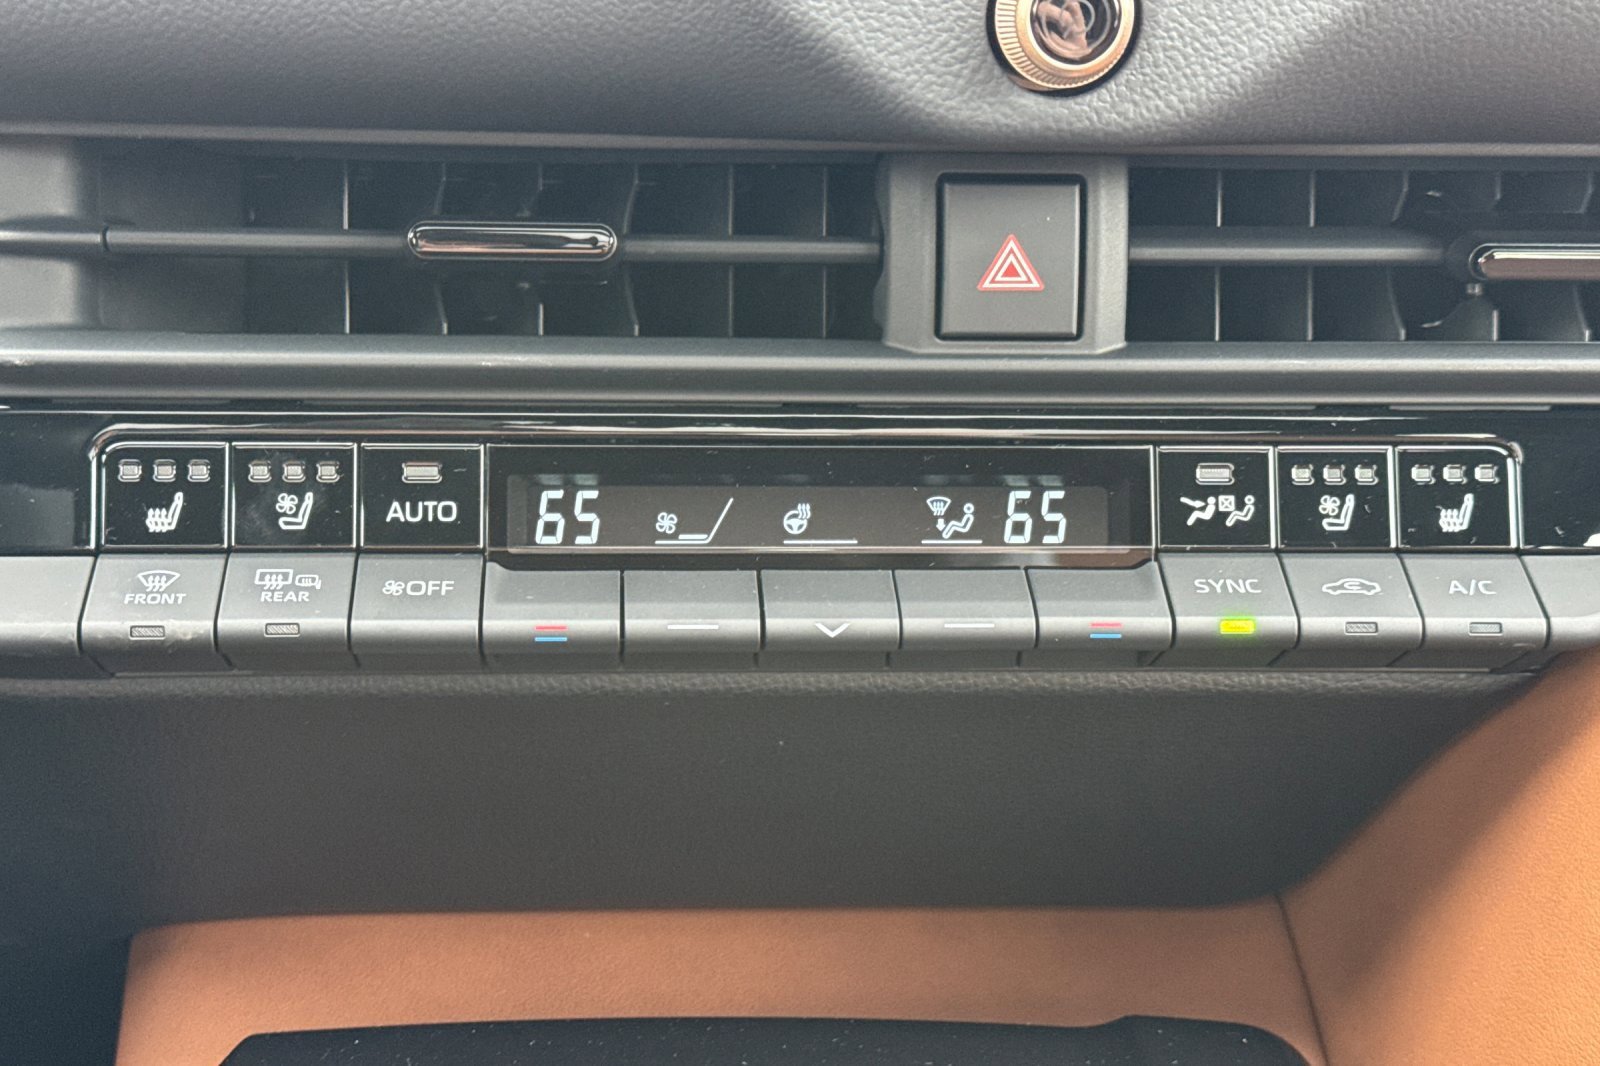 AUTO
65 65
FRONT
REAR
OFF
SYNC
A/C